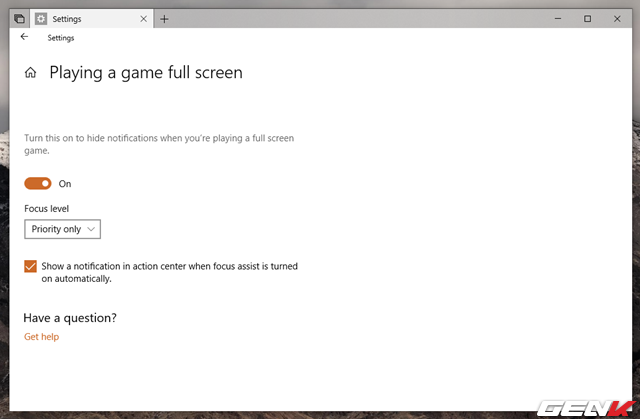 Settings
Settings
Playing a game full screen
Turn this on to hide notifications when you're playing a full screen
game.
On
Focus level
Priority only
Show a notification in action center when focus assist is turned
on automatically.
Have a question?
Get help
GENK